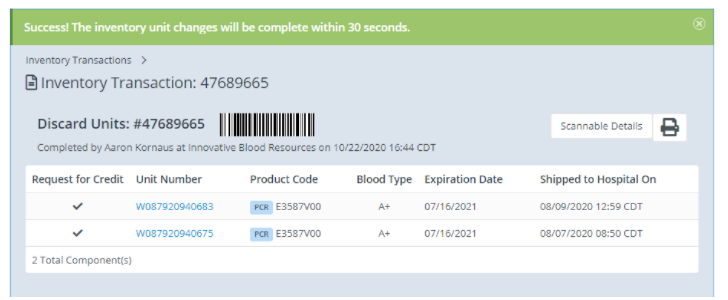 Success! The inventory unit changes will be complete within 30 seconds.
Inventory Transactions >
Inventory Transaction: 47689665
Discard Units: #47689665
Scannable Details
Completed by Aaron Kornaus at Innovative Blood Resources on 10/22/2020 16:44 CDT
Request for Credit Unit Number Product Code Blood Type Expiration Date Shipped to Hospital On
W087920940683 PCR E3587V00 A+ 07/16/2021 08/09/2020 12:59 CDT
W087920940675 PCR E3587V00 A+ 07/16/2021 08/07/2020 08:50 CDT
2 Total Component(s)